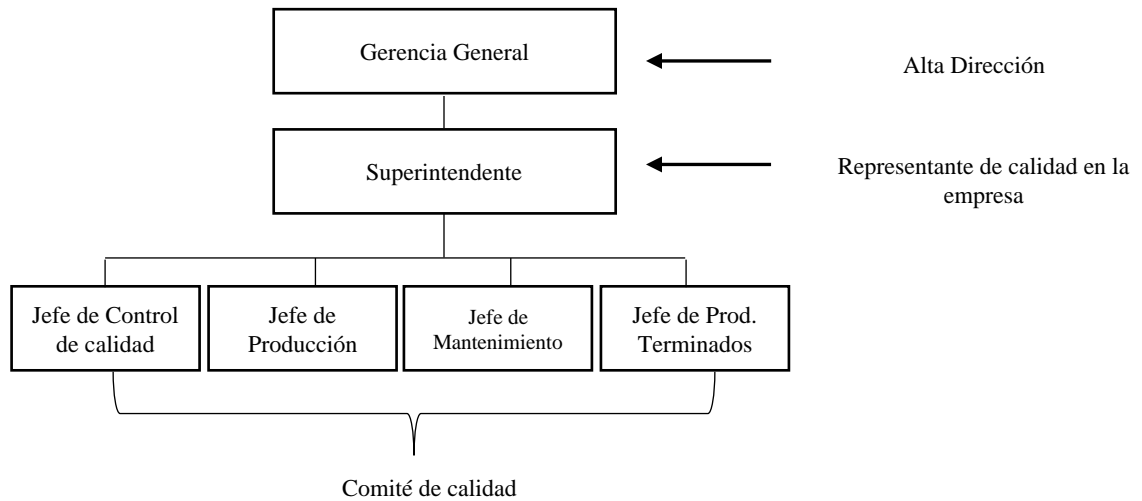 Gerencia General
Alta Dirección
Superintendente
Representante de calidad en la
empresa
Jefe de Control
de calidad
Jefe de
Producción
Jefe de
Mantenimiento
Jefe de Prod.
Terminados
Comité de calidad